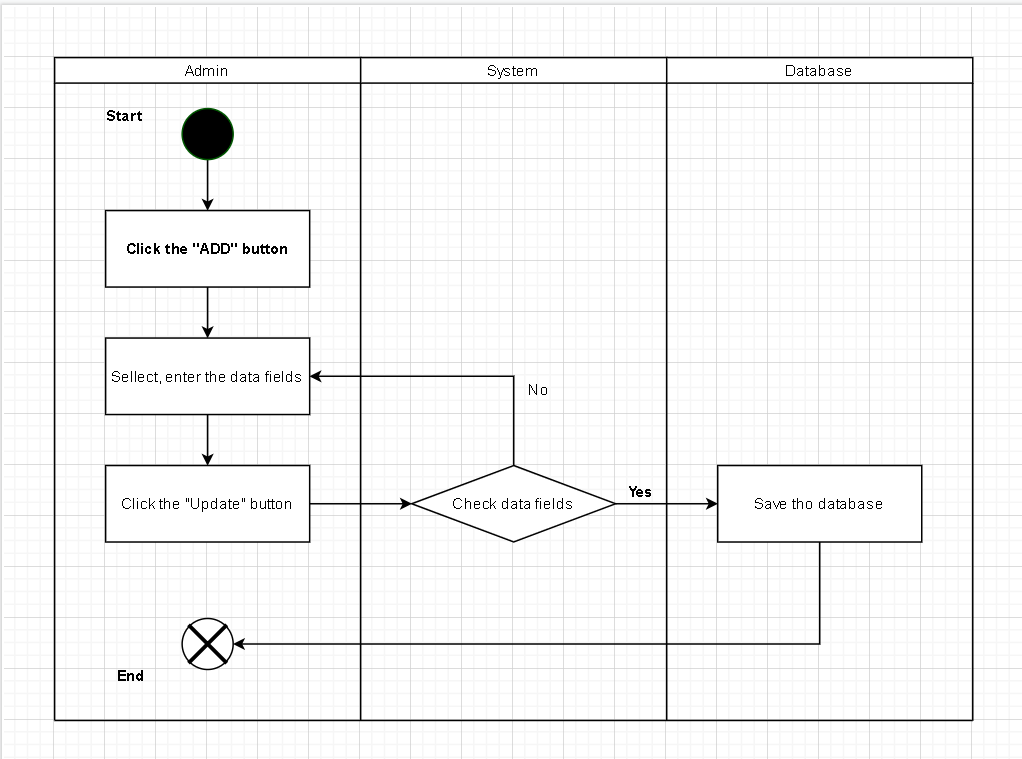 Admin
System
Database
Start
Click the "ADD" button
Sellect, enter the data fields
No
Click the "Update" button
Check data fields
Yes
Save tho database
End